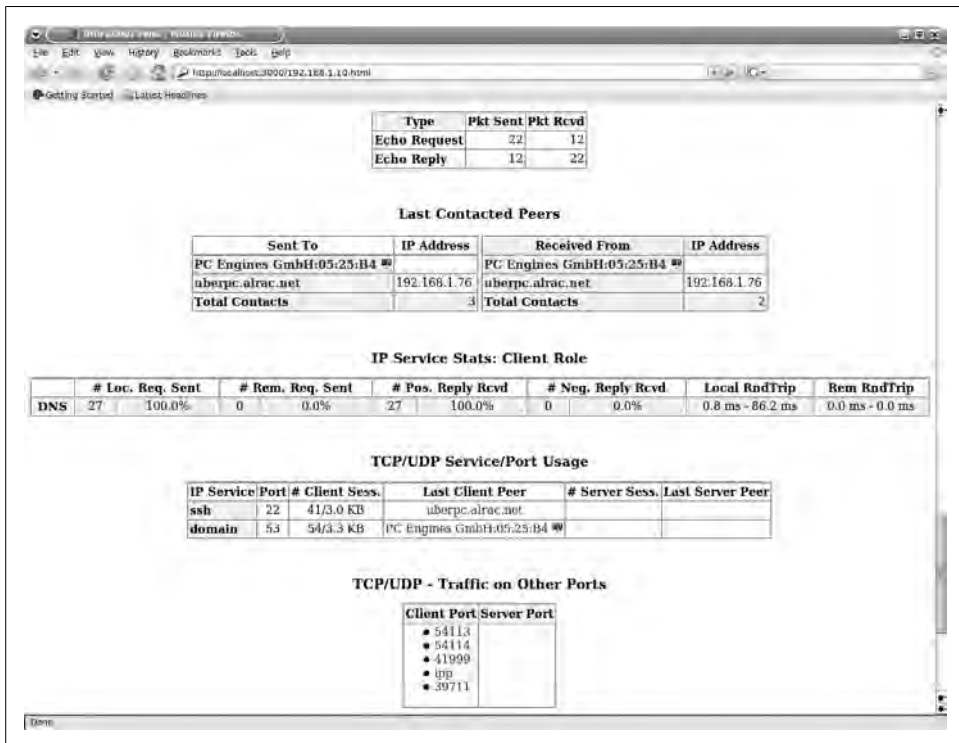 File Edit View History Bookmarks Tools Help
http://localhost:3000/192.168.1.10.html
Getting Started Latest Headlines
Type Pkt Sent Pkt Rcvd
Echo Request 22 12
Echo Reply 12 22
Last Contacted Peers
Sent To IP Address Received From IP Address
PC Engines GmbH:05:25:B4 PC Engines GmbH:05:25:B4
uberpc.alrac.net 192.168.1.76 uberpc.alrac.net 192.168.1.76
Total Contacts 3 Total Contacts 2
IP Service Stats: Client Role
# Loc. Req. Sent # Rem. Req. Sent # Pos. Reply Rcvd # Neg. Reply Rcvd Local RndTrip Rem RndTrip
DNS 27 100.0% 0 0.0% 27 100.0% 0 0.0% 0.8 ms - 86.2 ms 0.0 ms - 0.0 ms
TCP/UDP Service/Port Usage
IP Service Port # Client Sess. Last Client Peer # Server Sess. Last Server Peer
ssh 22 41/3.0 KB uberpc.alrac.net
domain 53 54/3.3 KB PC Engines GmbH:05:25:B4
TCP/UDP - Traffic on Other Ports
Client Port Server Port
• 54113
• 54114
• 41999
• ipp
• 39711
Done